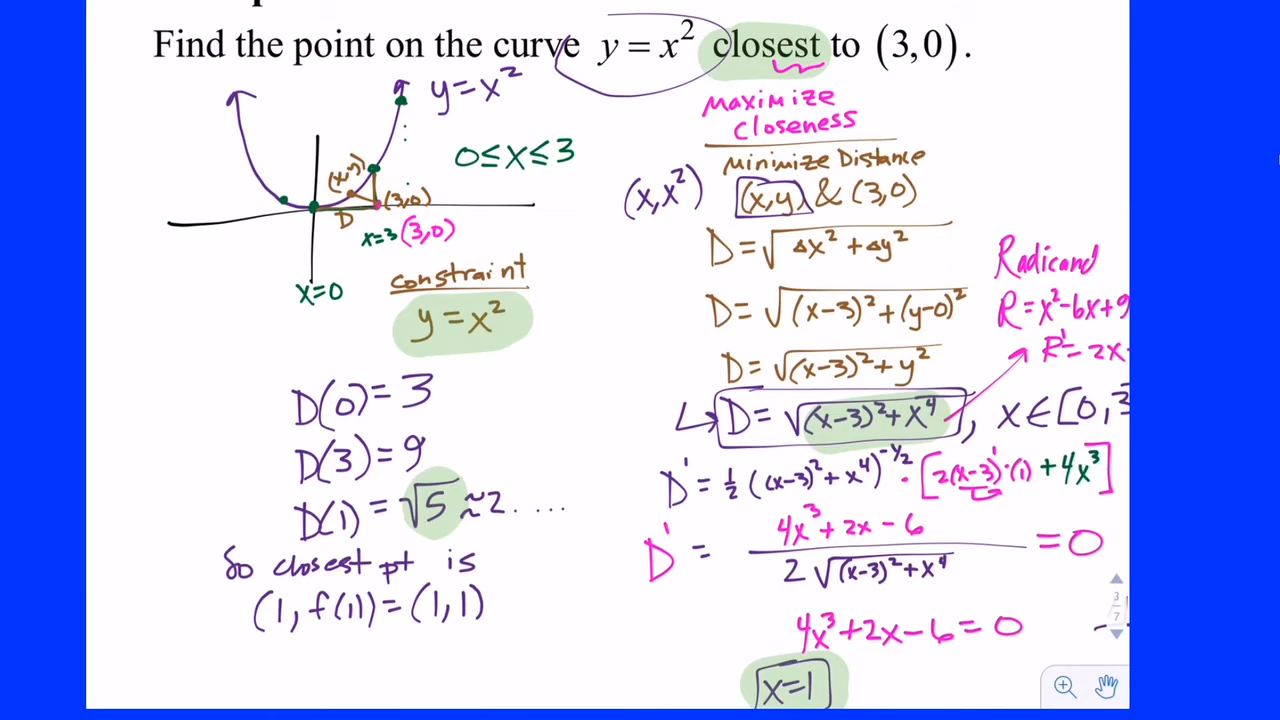 Find the point on the curve y = x² closest to (3,0).
y=x²
0≤x≤3
(x,y)
(3,0)
D
x=3 (3,0)
x=0
constraint
y=x²
D(0)=3
D(3)=9
D(1)=√5 ≈2.....
So closest pt is
(1, f(1))=(1,1)
maximize
closeness
minimize Distance
(x,x²) (x,y) & (3,0)
D=√Δx²+Δy²
D=√(x-3)²+(y-0)²
D=√(x-3)²+y²
D=√(x-3)²+x⁴, x∈[0,3
Radicand
R=x²-6x+9
R'=2x-
D'=½((x-3)²+x⁴)^-1/2 · [2(x-3)¹·(1)+4x³]
D' = 4x³+2x-6 / 2√(x-3)²+x⁴ =0
4x³+2x-6=0
x=1
3
7